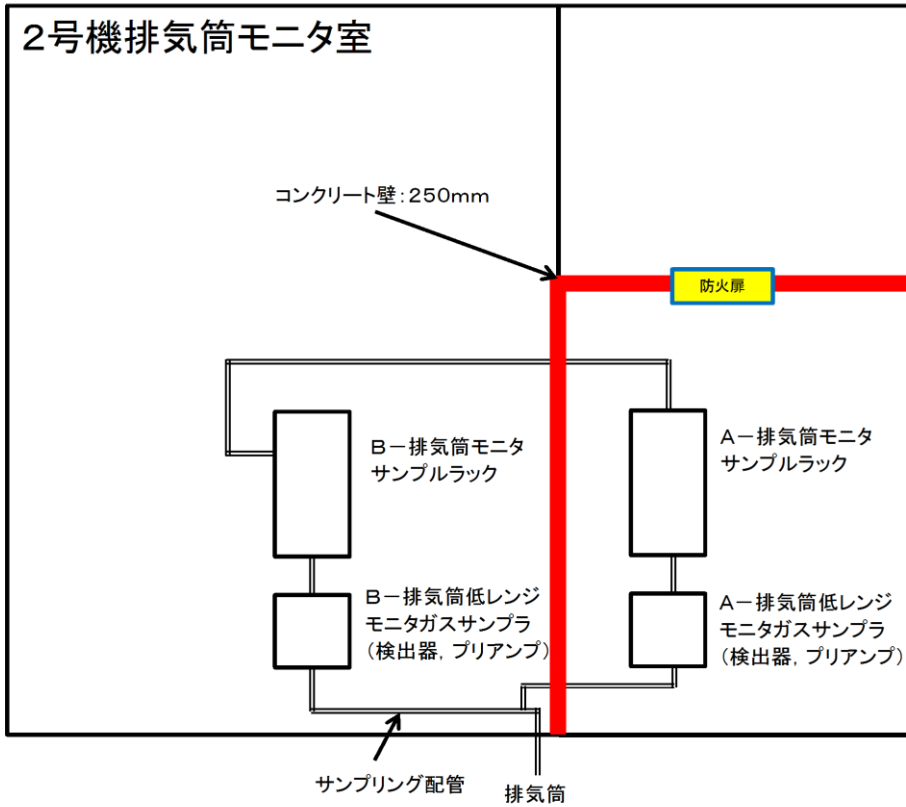 ２号機排気筒モニタ室
コンクリート壁：２５０ｍｍ
防火扉
Ｂ－排気筒モニタ
サンプルラック
Ａ－排気筒モニタ
サンプルラック
Ｂ－排気筒低レンジ
モニタガスサンプラ
（検出器，プリアンプ）
Ａ－排気筒低レンジ
モニタガスサンプラ
（検出器，プリアンプ）
サンプリング配管
排気筒